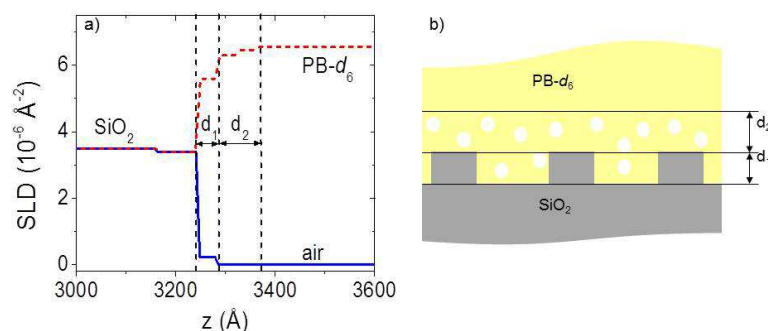 a)
6
4
2
0
SLD (10⁻⁶ Å⁻²)
SiO₂
d₁
d₂
PB-d₆
air
3000 3200 3400 3600
z (Å)
b)
PB-d₆
d₂
SiO₂